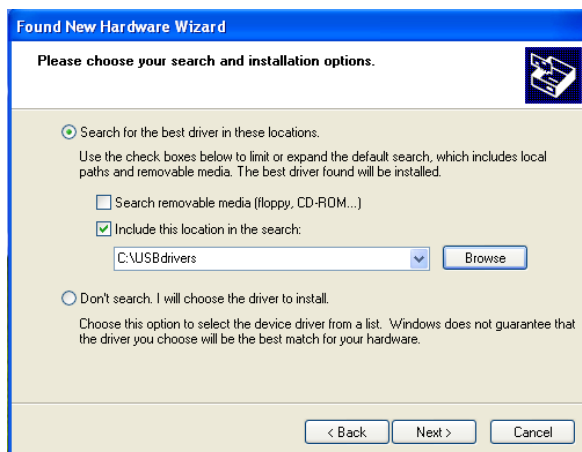 Found New Hardware Wizard
Please choose your search and installation options.
Search for the best driver in these locations.
Use the check boxes below to limit or expand the default search, which includes local
paths and removable media. The best driver found will be installed.
Search removable media (floppy, CD-ROM...)
Include this location in the search:
C:\USBdrivers
Browse
Don't search. I will choose the driver to install.
Choose this option to select the device driver from a list. Windows does not guarantee that
the driver you choose will be the best match for your hardware.
< Back Next > Cancel